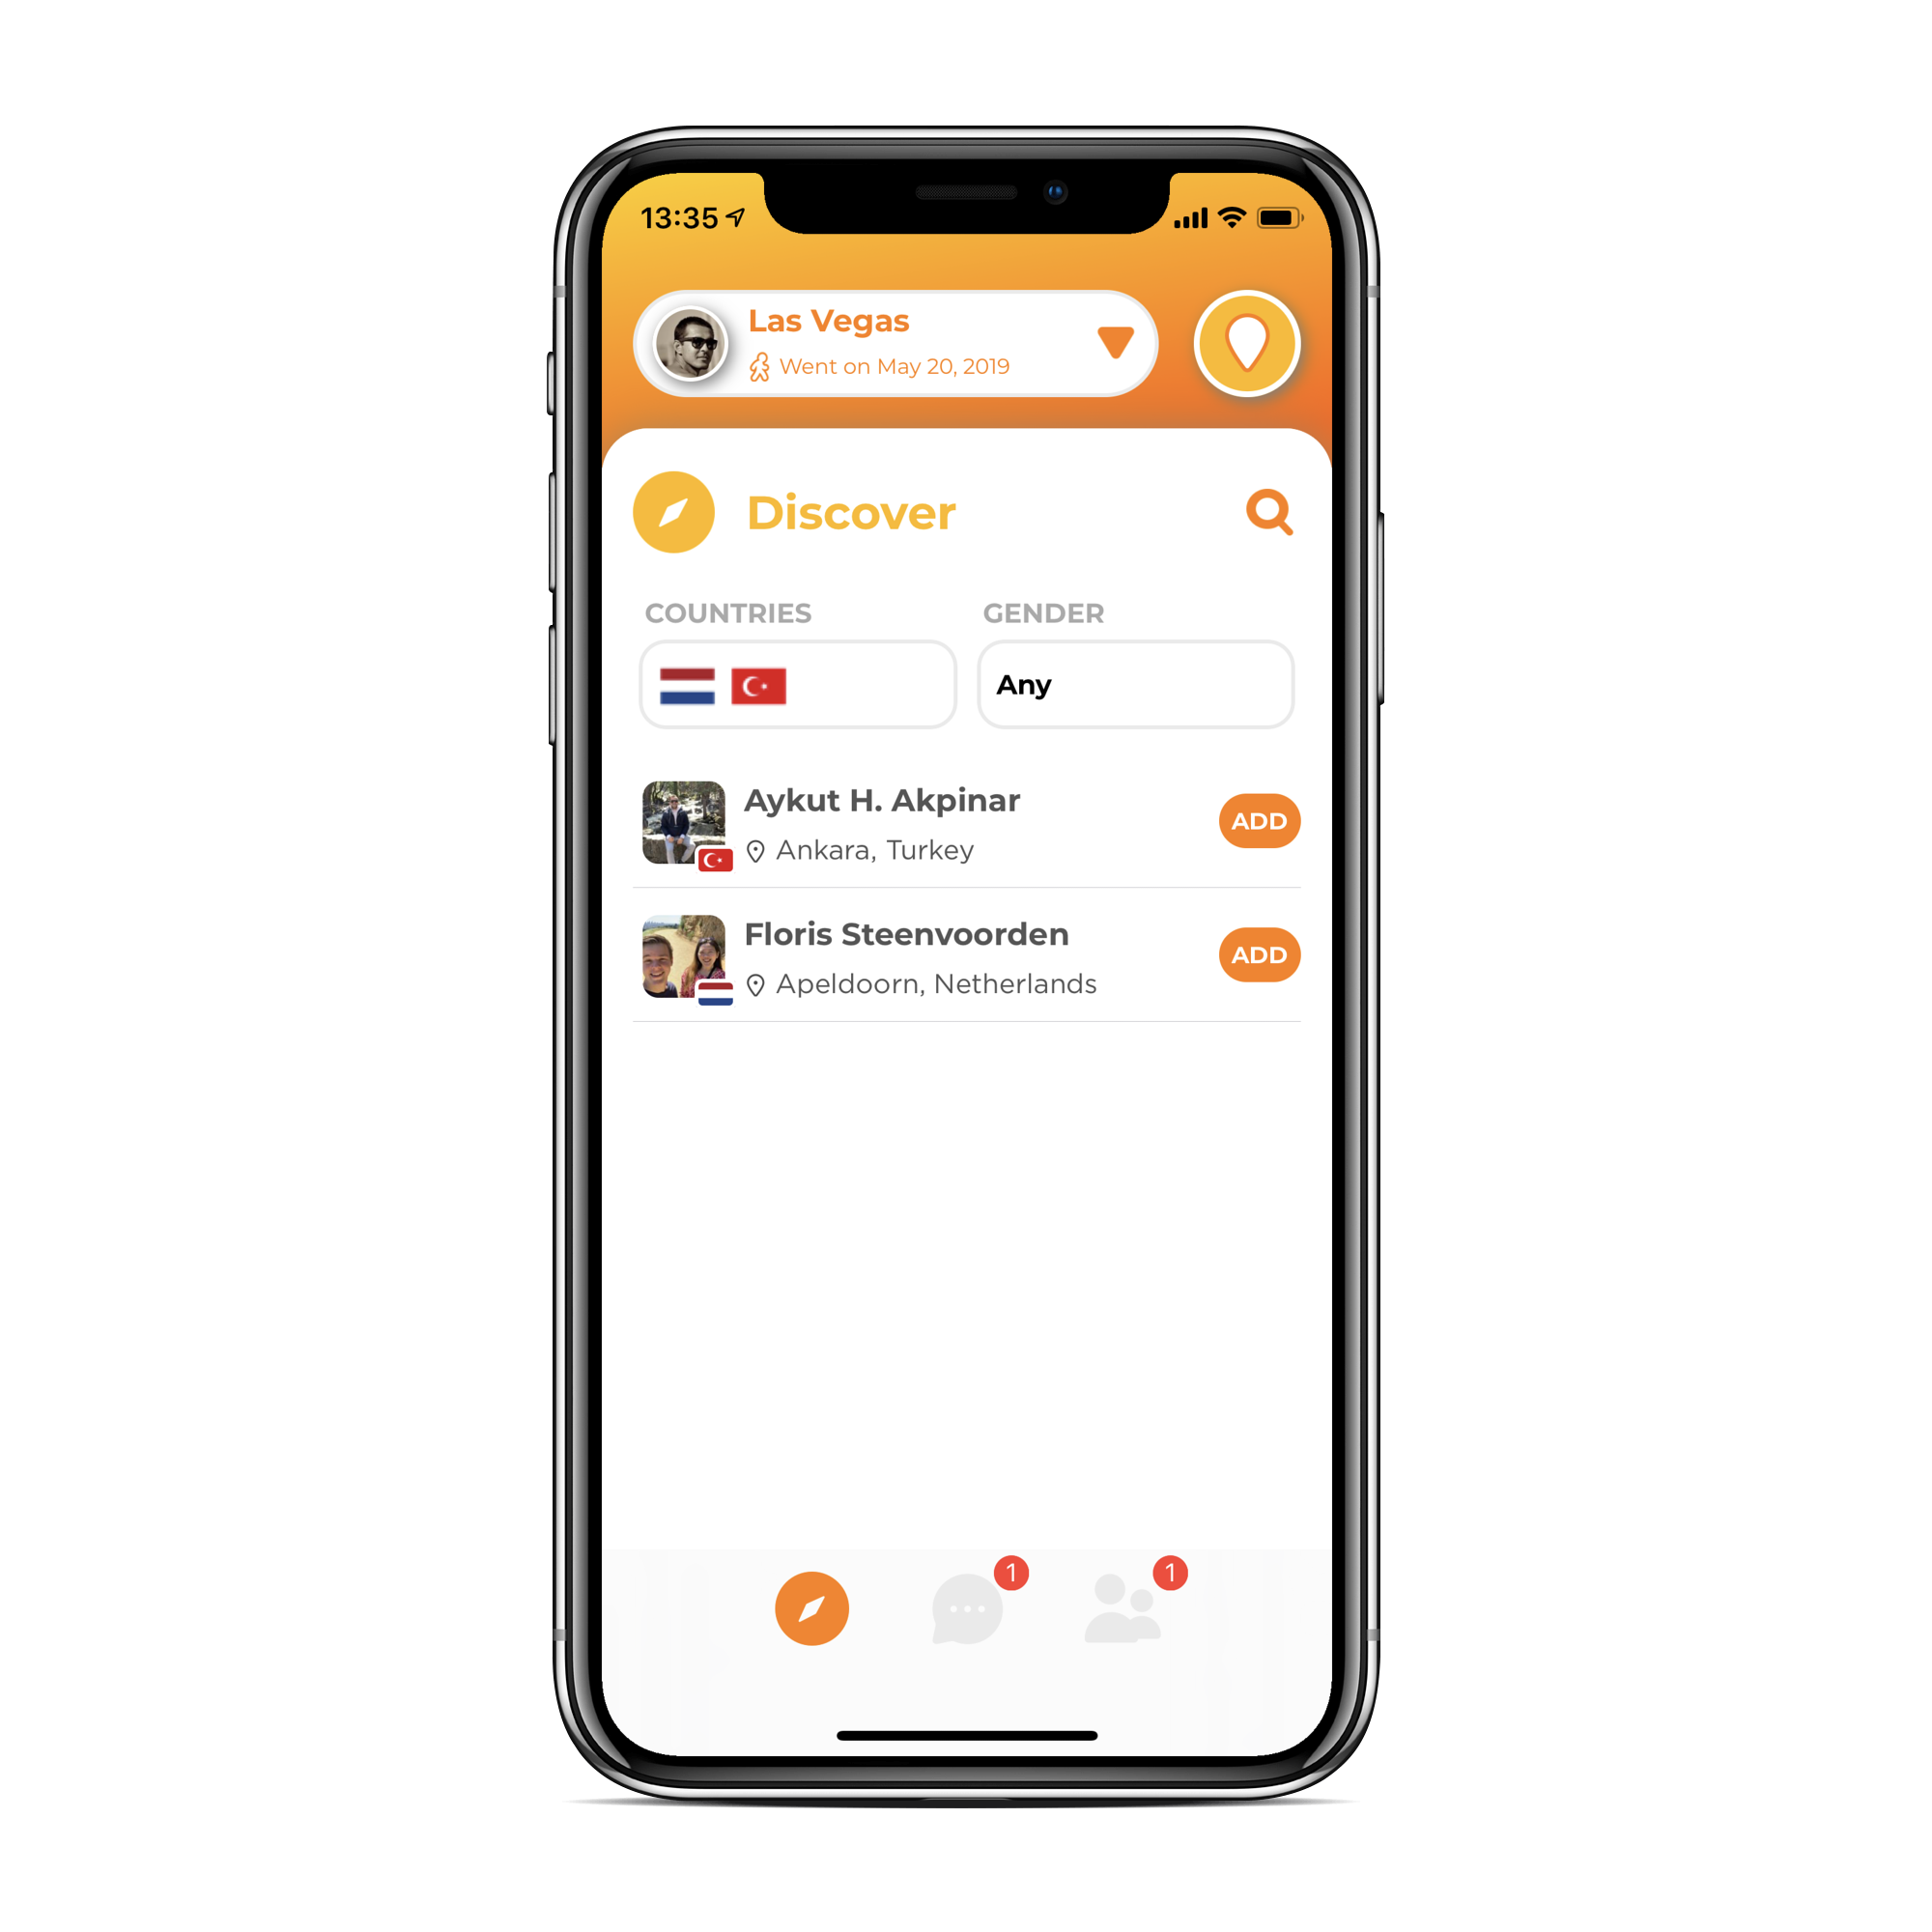 13:35
Las Vegas
Went on May 20, 2019
Discover
COUNTRIES
GENDER
Any
Aykut H. Akpinar
Ankara, Turkey
ADD
Floris Steenvoorden
Apeldoorn, Netherlands
ADD
1
1